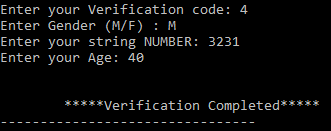 Enter your Verification code: 4
Enter Gender (M/F) : M
Enter your string NUMBER: 3231
Enter your Age: 40
*****Verification Completed*****
--------------------------------